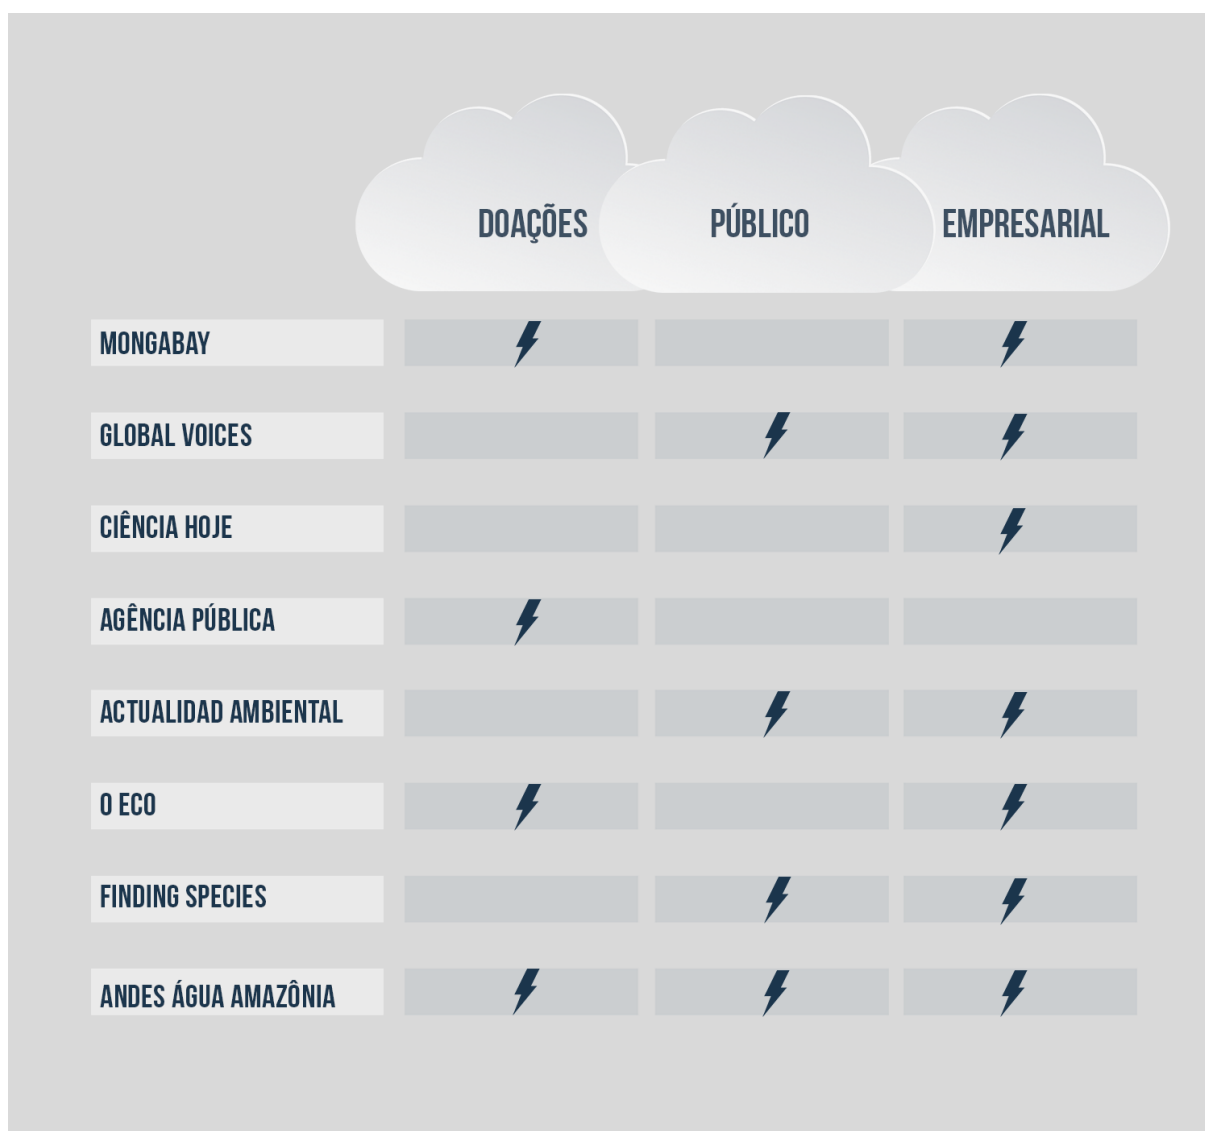 DOAÇÕES
PÚBLICO
EMPRESARIAL
MONGABAY
GLOBAL VOICES
CIÊNCIA HOJE
AGÊNCIA PÚBLICA
ACTUALIDAD AMBIENTAL
O ECO
FINDING SPECIES
ANDES ÁGUA AMAZÔNIA